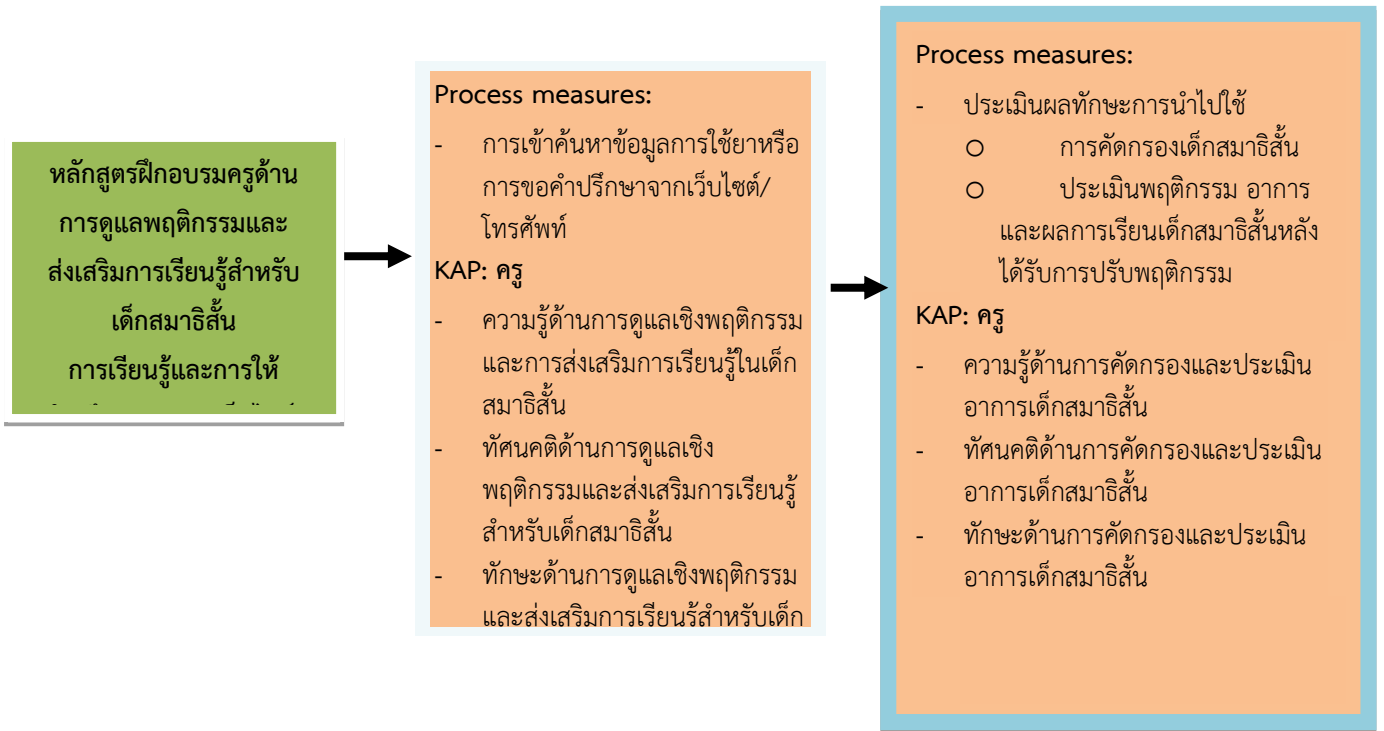 หลักสูตรฝึกอบรมครูด้าน
การดูแลพฤติกรรมและ
ส่งเสริมการเรียนรู้สำหรับ
เด็กสมาธิสั้น
การเรียนรู้และการให้
Process measures:
- การเข้าค้นหาข้อมูลการใช้ยาหรือ
การขอคำปรึกษาจากเว็บไซต์/
โทรศัพท์
KAP: ครู
- ความรู้ด้านการดูแลเชิงพฤติกรรม
และการส่งเสริมการเรียนรู้ในเด็ก
สมาธิสั้น
- ทัศนคติด้านการดูแลเชิง
พฤติกรรมและส่งเสริมการเรียนรู้
สำหรับเด็กสมาธิสั้น
- ทักษะด้านการดูแลเชิงพฤติกรรม
และส่งเสริมการเรียนรู้สำหรับเด็ก
Process measures:
- ประเมินผลทักษะการนำไปใช้
o การคัดกรองเด็กสมาธิสั้น
o ประเมินพฤติกรรม อาการ
และผลการเรียนเด็กสมาธิสั้นหลัง
ได้รับการปรับพฤติกรรม
KAP: ครู
- ความรู้ด้านการคัดกรองและประเมิน
อาการเด็กสมาธิสั้น
- ทัศนคติด้านการคัดกรองและประเมิน
อาการเด็กสมาธิสั้น
- ทักษะด้านการคัดกรองและประเมิน
อาการเด็กสมาธิสั้น